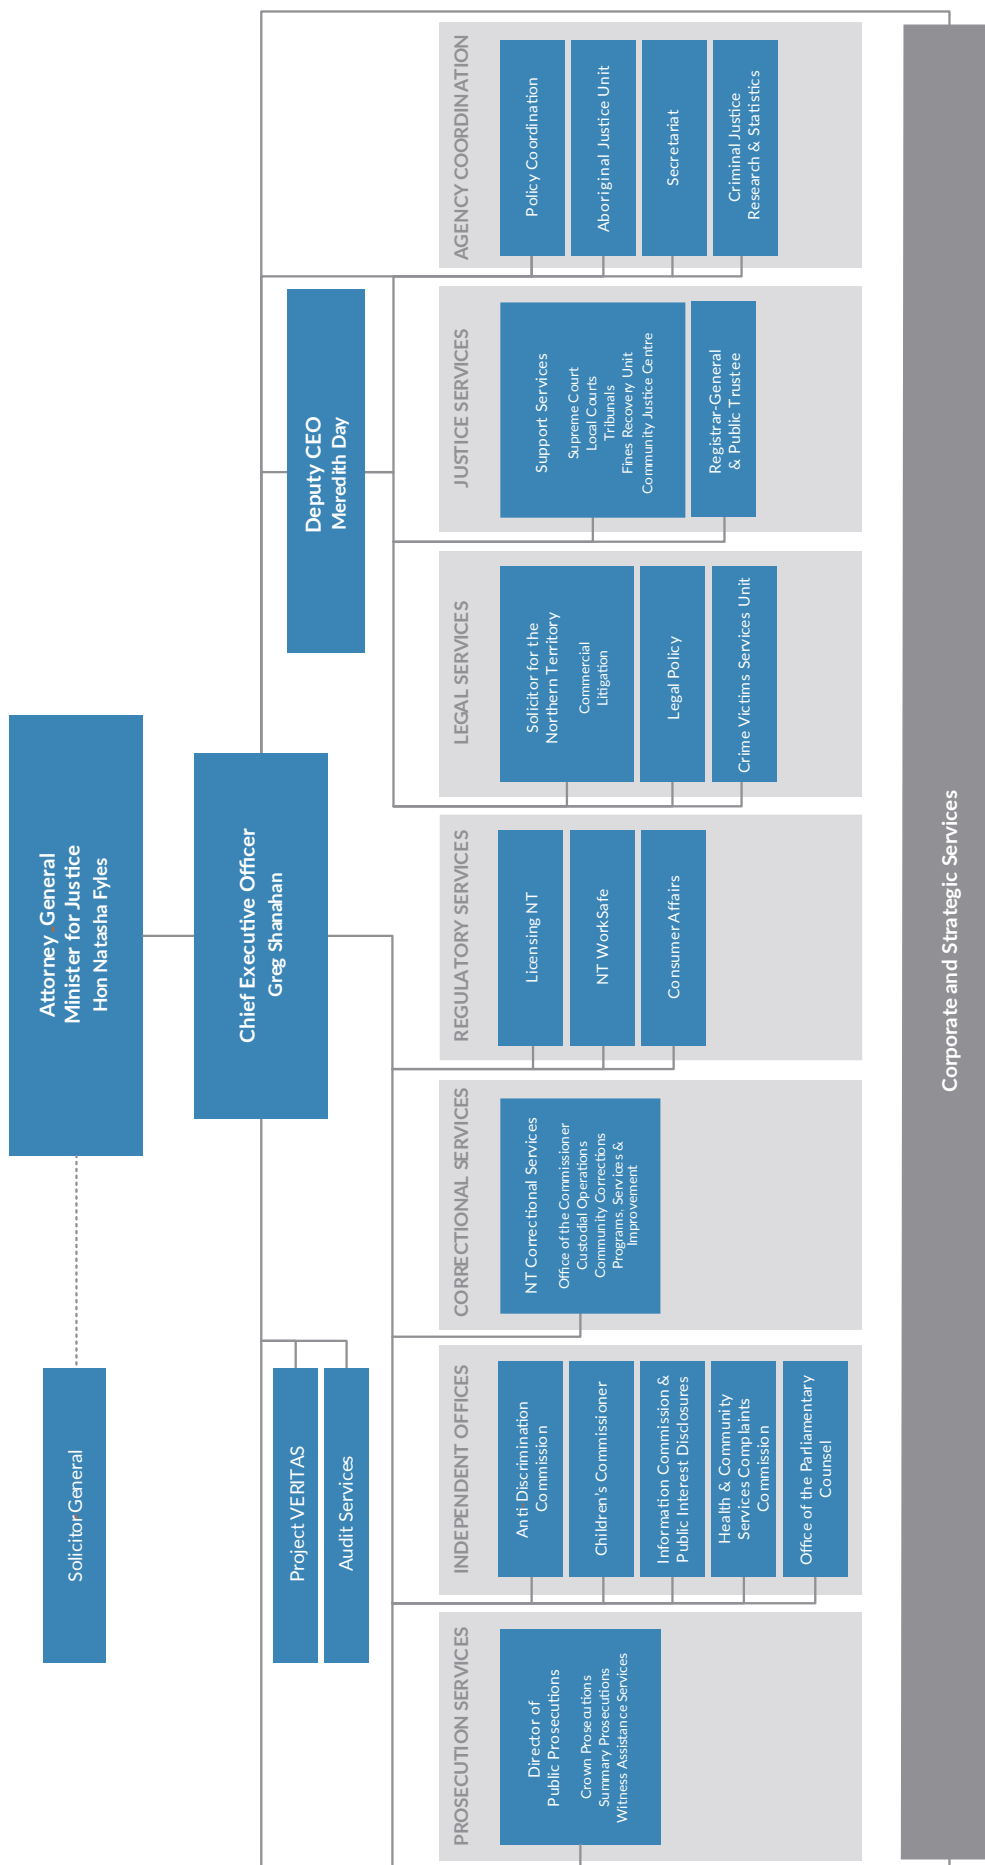 Attorney-General
Minister for Justice
Hon Natasha Fyles
Solicitor-General
Chief Executive Officer
Greg Shanahan
Project VERITAS
Audit Services
Deputy CEO
Meredith Day
PROSECUTION SERVICES
Director of
Public Prosecutions
Crown Prosecutions
Summary Prosecutions
Witness Assistance Services
INDEPENDENT OFFICES
Anti Discrimination
Commission
Children's Commissioner
Information Commission &
Public Interest Disclosures
Health & Community
Services Complaints
Commission
Office of the Parliamentary
Counsel
CORRECTIONAL SERVICES
NT Correctional Services
Office of the Commissioner
Custodial Operations
Community Corrections
Programs, Services &
Improvement
REGULATORY SERVICES
Licensing NT
NT WorkSafe
Consumer Affairs
LEGAL SERVICES
Solicitor for the
Northern Territory
Commercial
Litigation
Legal Policy
Crime Victims Services Unit
JUSTICE SERVICES
Support Services
Supreme Court
Local Courts
Tribunals
Fines Recovery Unit
Community Justice Centre
Registrar-General
& Public Trustee
AGENCY COORDINATION
Policy Coordination
Aboriginal Justice Unit
Secretariat
Criminal Justice
Research & Statistics
Corporate and Strategic Services